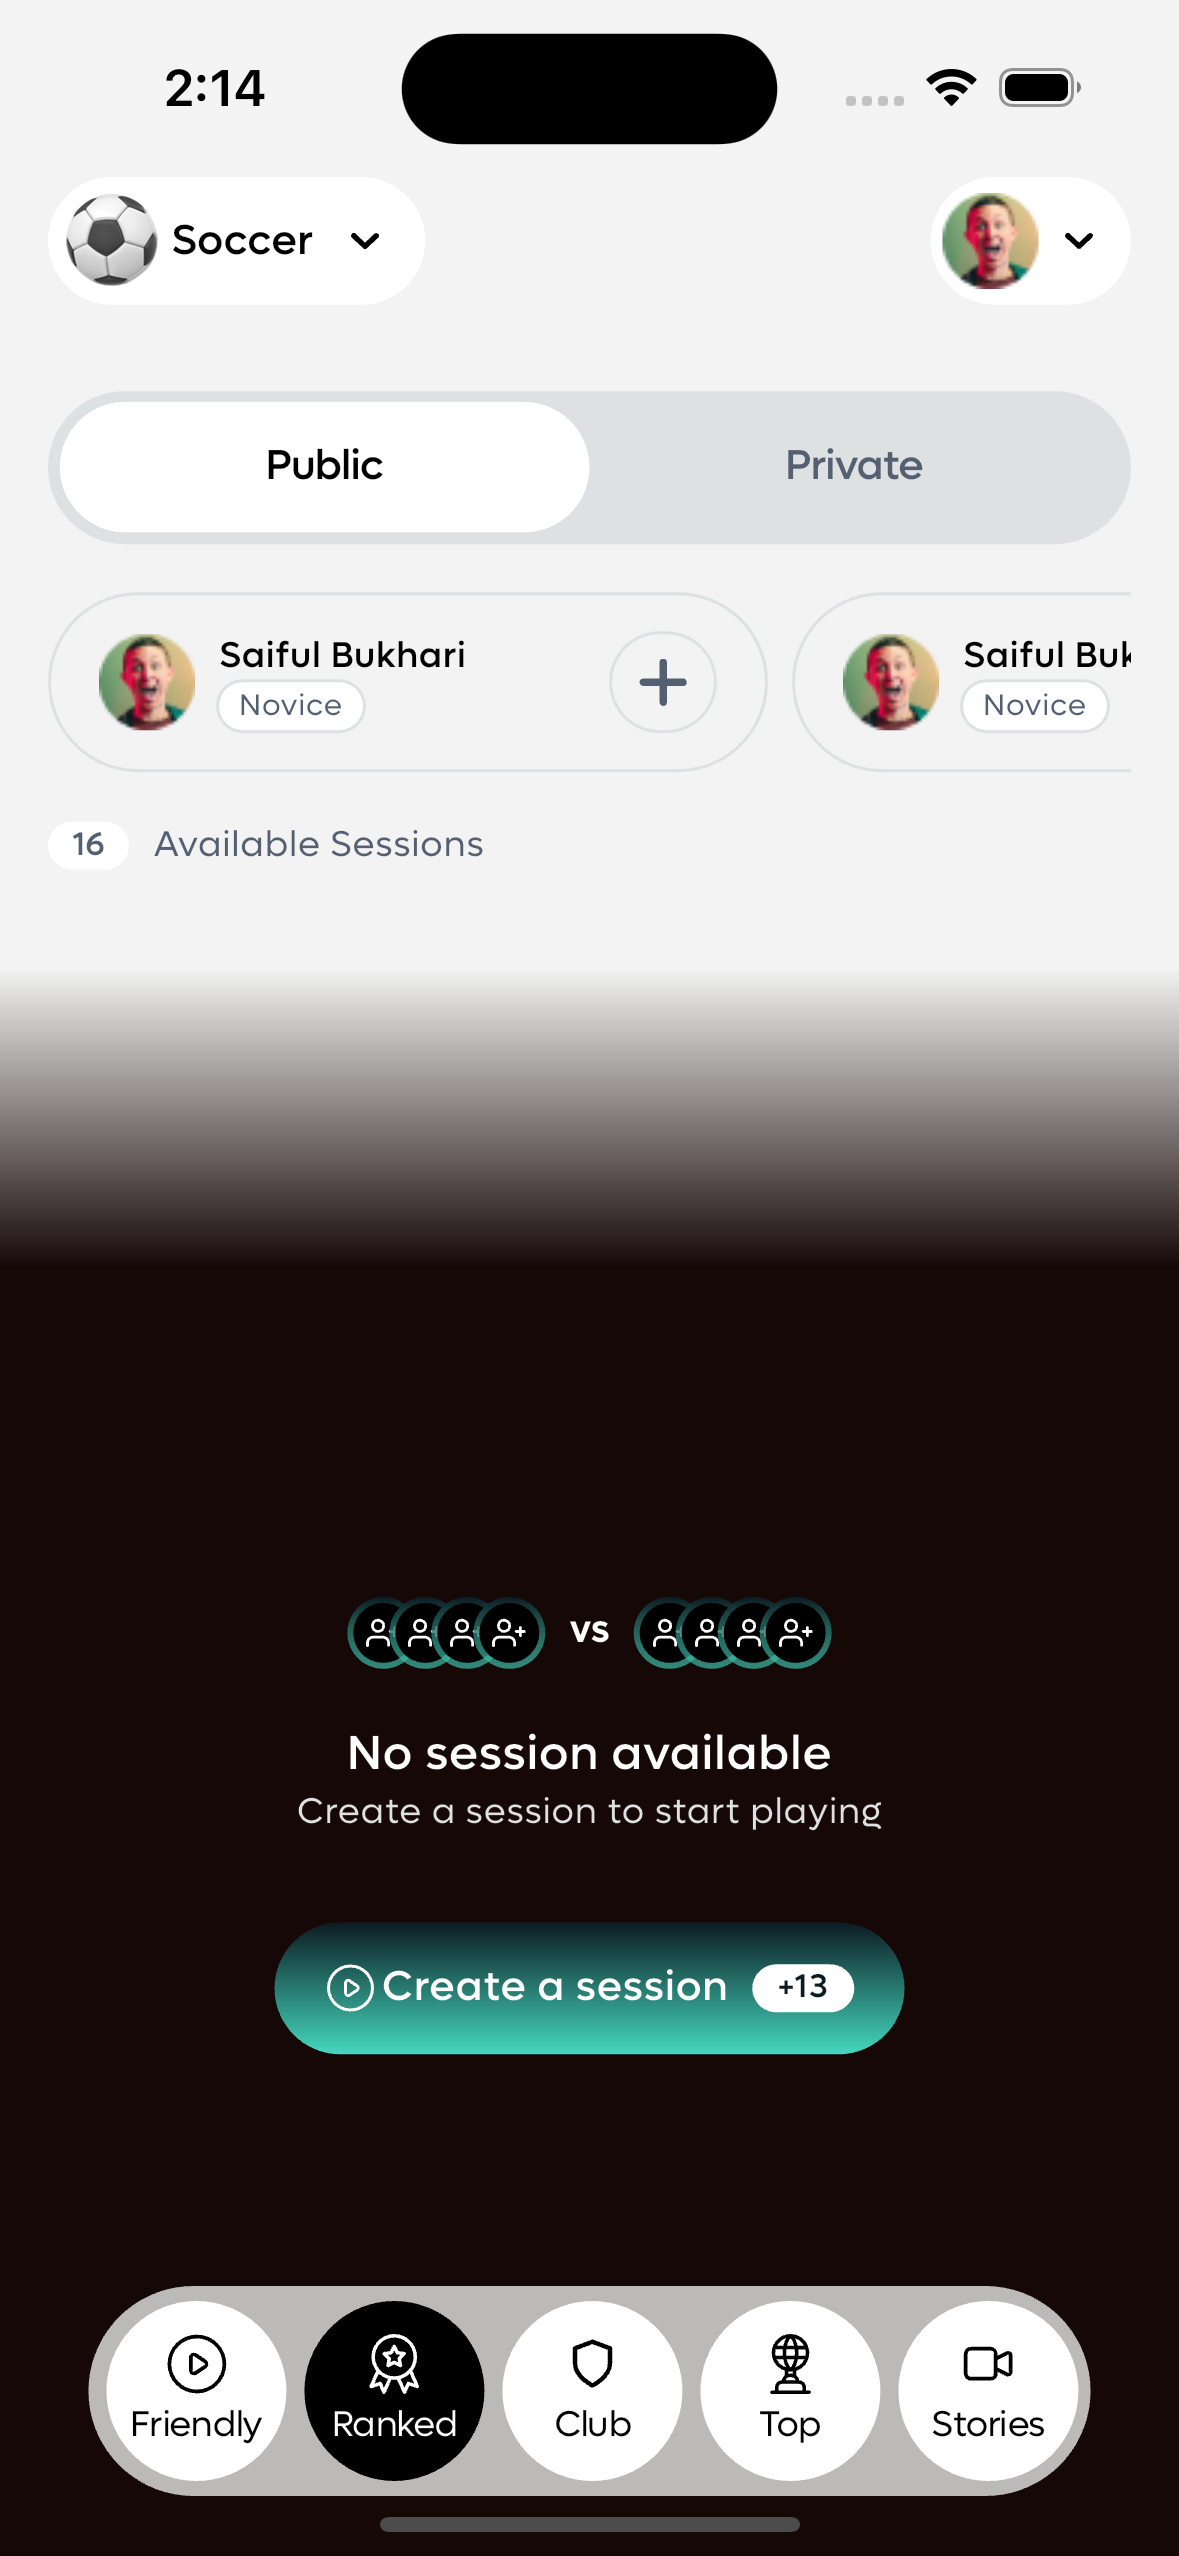 2:14
Soccer
Public
Private
Saiful Bukhari
Novice
Saiful Buk
Novice
16 Available Sessions
vs
No session available
Create a session to start playing
Create a session +13
Friendly
Ranked
Club
Top
Stories